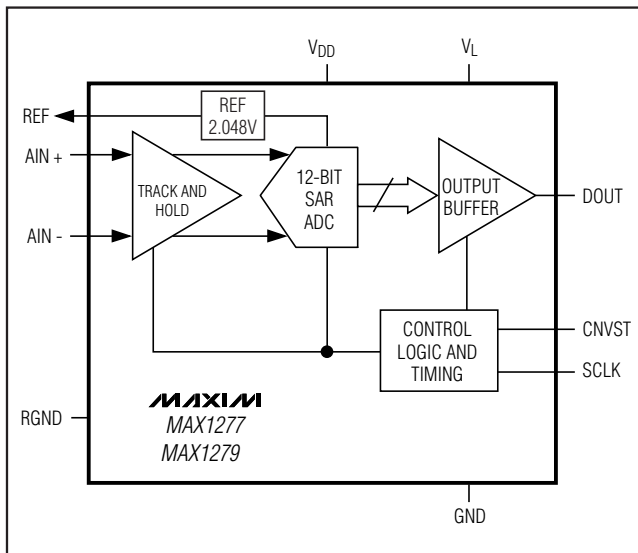 VDD
VL
REF
REF
2.048V
AIN +
TRACK AND
HOLD
12-BIT
SAR
ADC
OUTPUT
BUFFER
DOUT
AIN -
CONTROL
LOGIC AND
TIMING
CNVST
SCLK
RGND
MAXIM
MAX1277
MAX1279
GND